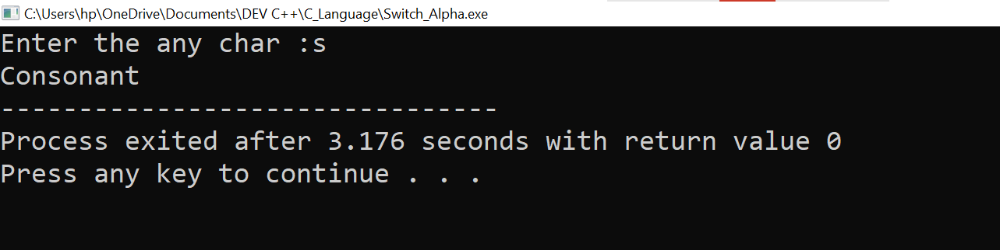 C:\Users\hp\OneDrive\Documents\DEV C++\C_Language\Switch_Alpha.exe
Enter the any char :s
Consonant
--------------------------------
Process exited after 3.176 seconds with return value 0
Press any key to continue . . .